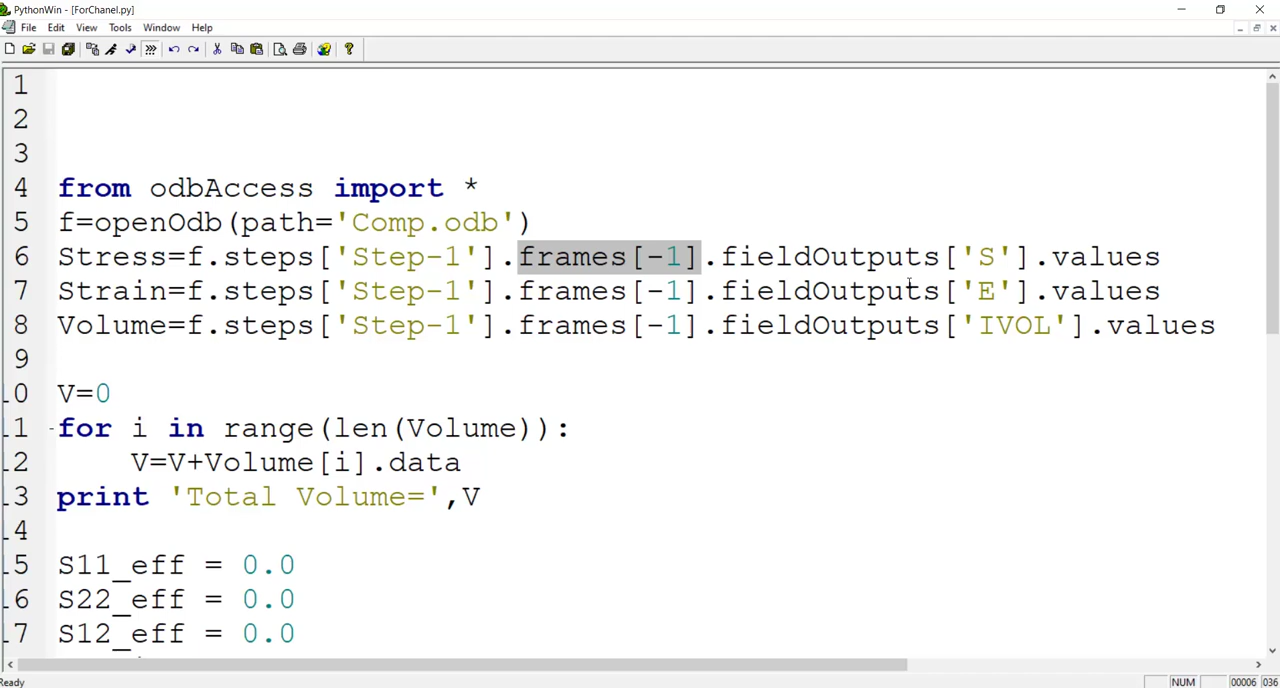 PythonWin - [ForChanel.py]
File Edit View Tools Window Help
1
2
3
4 from odbAccess import *
5 f=openOdb(path='Comp.odb')
6 Stress=f.steps['Step-1'].frames[-1].fieldOutputs['S'].values
7 Strain=f.steps['Step-1'].frames[-1].fieldOutputs['E'].values
8 Volume=f.steps['Step-1'].frames[-1].fieldOutputs['IVOL'].values
9
10 V=0
11 for i in range(len(Volume)):
12 V=V+Volume[i].data
13 print 'Total Volume=',V
14
15 S11_eff = 0.0
16 S22_eff = 0.0
17 S12_eff = 0.0
Ready NUM 00006 036